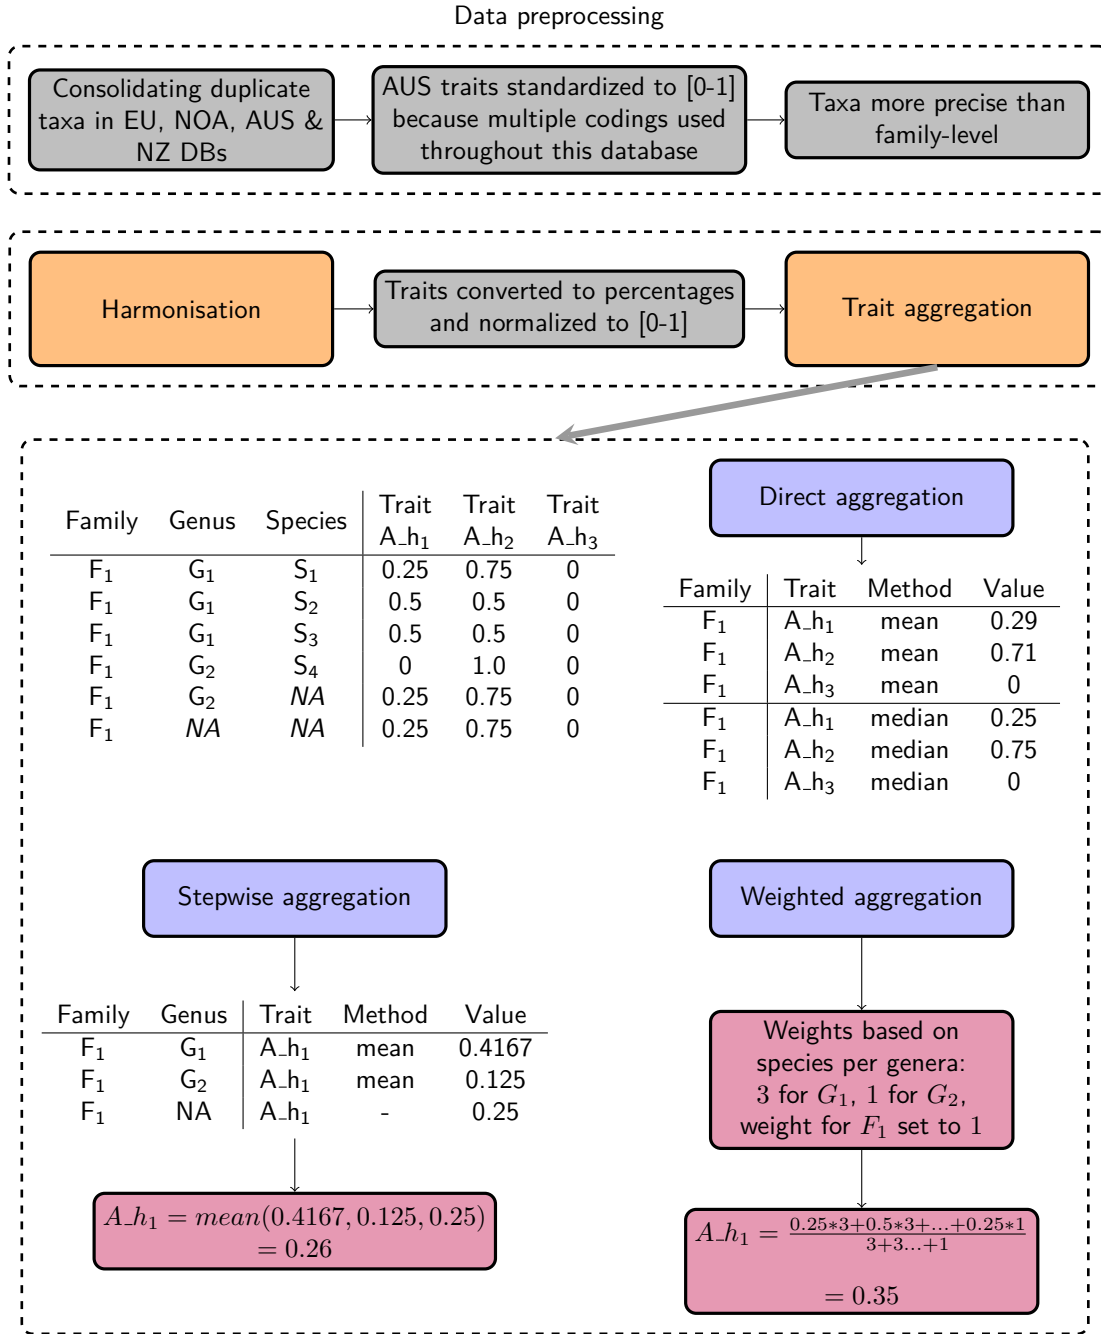 Data preprocessing
Consolidating duplicate
taxa in EU, NOA, AUS &
NZ DBs
AUS traits standardized to [0-1]
because multiple codings used
throughout this database
Taxa more precise than
family-level
Harmonisation
Traits converted to percentages
and normalized to [0-1]
Trait aggregation
Family Genus Species Trait A_h₁ Trait A_h₂ Trait A_h₃
F₁ G₁ S₁ 0.25 0.75 0
F₁ G₁ S₂ 0.5 0.5 0
F₁ G₁ S₃ 0.5 0.5 0
F₁ G₂ S₄ 0 1.0 0
F₁ G₂ NA 0.25 0.75 0
F₁ NA NA 0.25 0.75 0
Direct aggregation
Family Trait Method Value
F₁ A_h₁ mean 0.29
F₁ A_h₂ mean 0.71
F₁ A_h₃ mean 0
F₁ A_h₁ median 0.25
F₁ A_h₂ median 0.75
F₁ A_h₃ median 0
Stepwise aggregation
Family Genus Trait Method Value
F₁ G₁ A_h₁ mean 0.4167
F₁ G₂ A_h₁ mean 0.125
F₁ NA A_h₁ - 0.25
A_h₁ = mean(0.4167, 0.125, 0.25)
= 0.26
Weighted aggregation
Weights based on
species per genera:
3 for G₁, 1 for G₂,
weight for F₁ set to 1
A_h₁ = \frac{0.25*3+0.5*3+...+0.25*1}{3+3...+1}
= 0.35